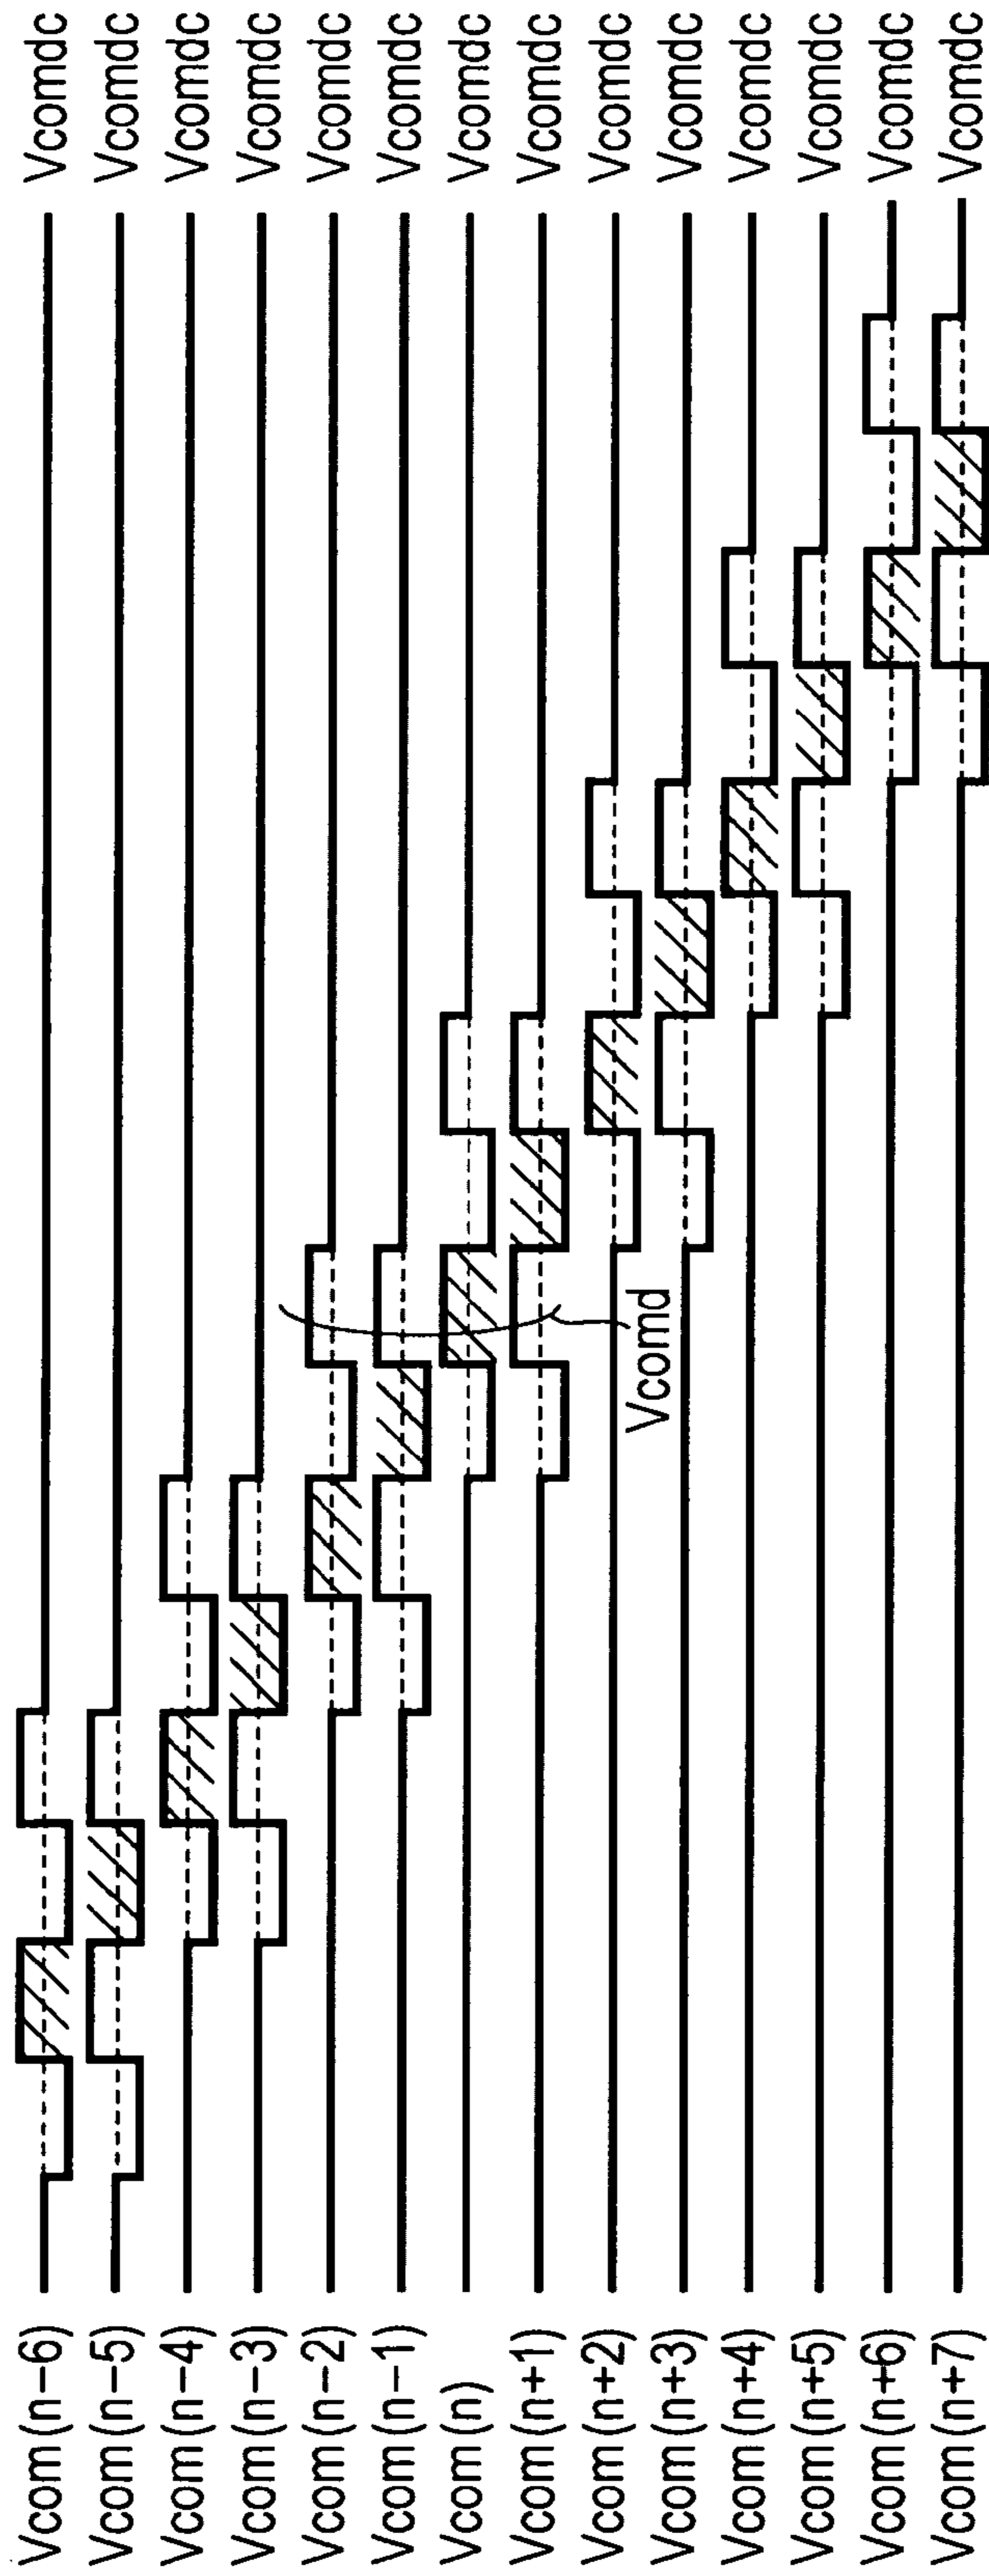 Vcom (n−6) Vcomdc
Vcom (n−5) Vcomdc
Vcom (n−4) Vcomdc
Vcom (n−3) Vcomdc
Vcom (n−2) Vcomdc
Vcom (n−1) Vcomdc
Vcom (n) Vcomdc
Vcom (n+1) Vcomdc
Vcom (n+2) Vcomdc
Vcomd
Vcom (n+3) Vcomdc
Vcom (n+4) Vcomdc
Vcom (n+5) Vcomdc
Vcom (n+6) Vcomdc
Vcom (n+7) Vcomdc